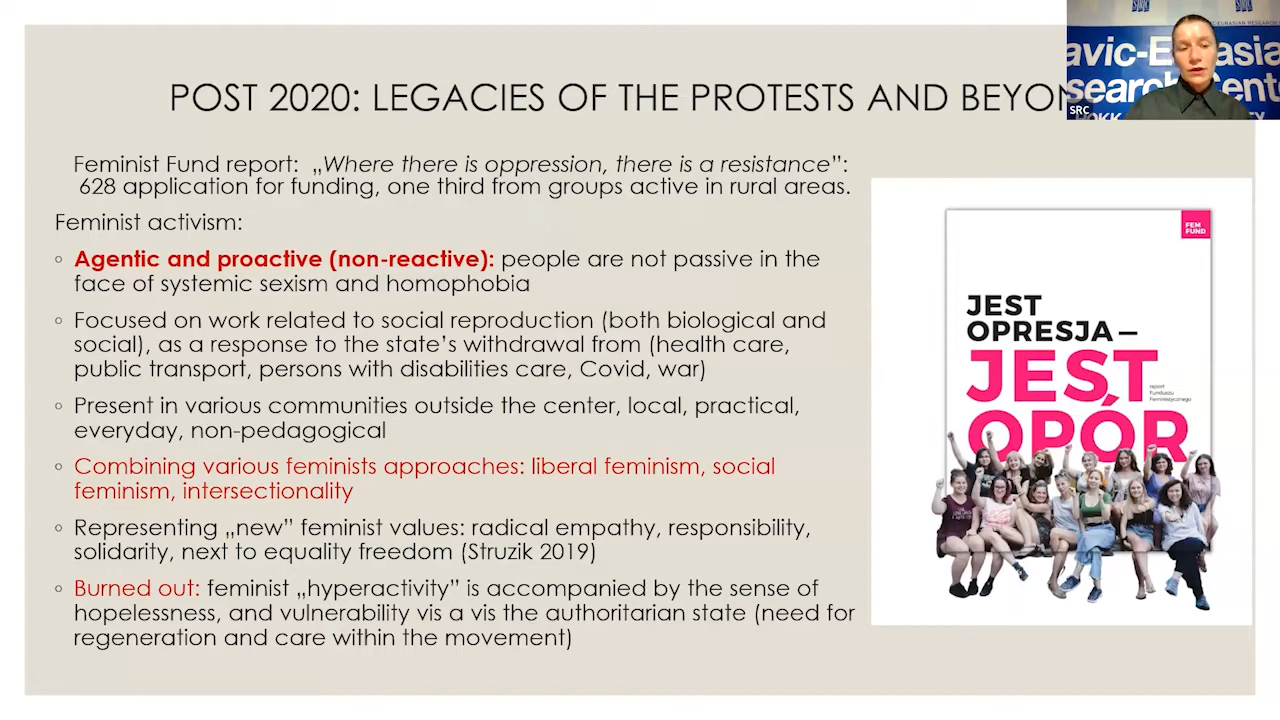 POST 2020: LEGACIES OF THE PROTESTS AND BEYON
SRC
avic-Eurasia
search Cent
Feminist Fund report: „Where there is oppression, there is a resistance”:
628 application for funding, one third from groups active in rural areas.
Feminist activism:
◦ Agentic and proactive (non-reactive): people are not passive in the
face of systemic sexism and homophobia
◦ Focused on work related to social reproduction (both biological and
social), as a response to the state’s withdrawal from (health care,
public transport, persons with disabilities care, Covid, war)
◦ Present in various communities outside the center, local, practical,
everyday, non-pedagogical
◦ Combining various feminists approaches: liberal feminism, social
feminism, intersectionality
◦ Representing „new” feminist values: radical empathy, responsibility,
solidarity, next to equality freedom (Struzik 2019)
◦ Burned out: feminist „hyperactivity” is accompanied by the sense of
hopelessness, and vulnerability vis a vis the authoritarian state (need for
regeneration and care within the movement)
FEM
FUND
JEST
OPRESJA –
JEST
OPÓR
raport
Funduszu
Feministycznego